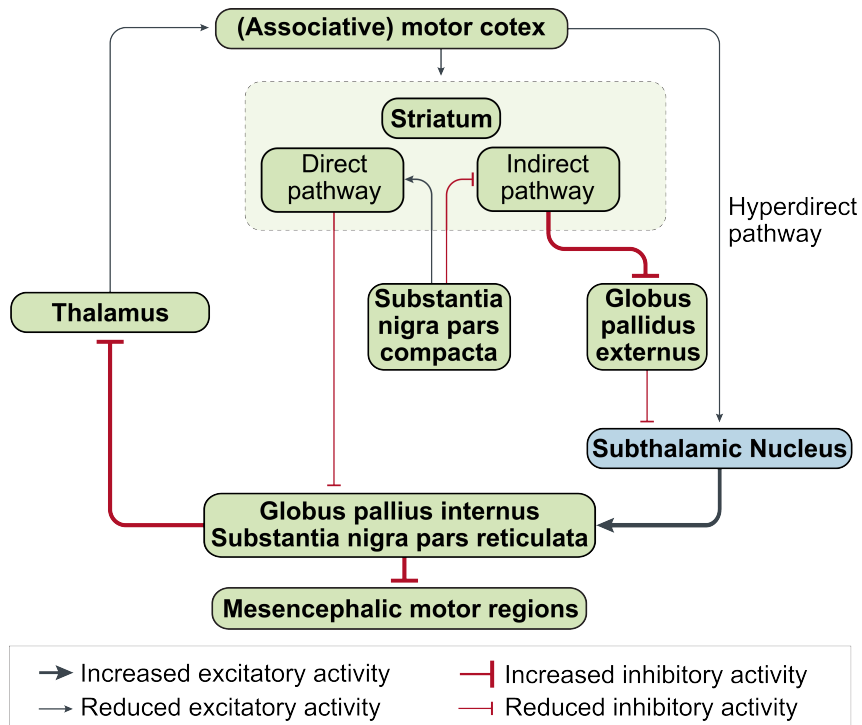 (Associative) motor cotex
Striatum
Direct
pathway
Indirect
pathway
Hyperdirect
pathway
Thalamus
Substantia
nigra pars
compacta
Globus
pallidus
externus
Subthalamic Nucleus
Globus pallius internus
Substantia nigra pars reticulata
Mesencephalic motor regions
Increased excitatory activity
Increased inhibitory activity
Reduced excitatory activity
Reduced inhibitory activity